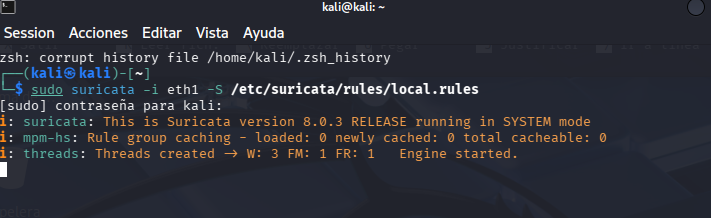 kali@kali: ~
Session Acciones Editar Vista Ayuda
zsh: corrupt history file /home/kali/.zsh_history
┌──(kali㉿kali)-[~]
└─$ sudo suricata -i eth1 -S /etc/suricata/rules/local.rules
[sudo] contraseña para kali:
i: suricata: This is Suricata version 8.0.3 RELEASE running in SYSTEM mode
i: mpm-hs: Rule group caching - loaded: 0 newly cached: 0 total cacheable: 0
i: threads: Threads created -> W: 3 FM: 1 FR: 1   Engine started.